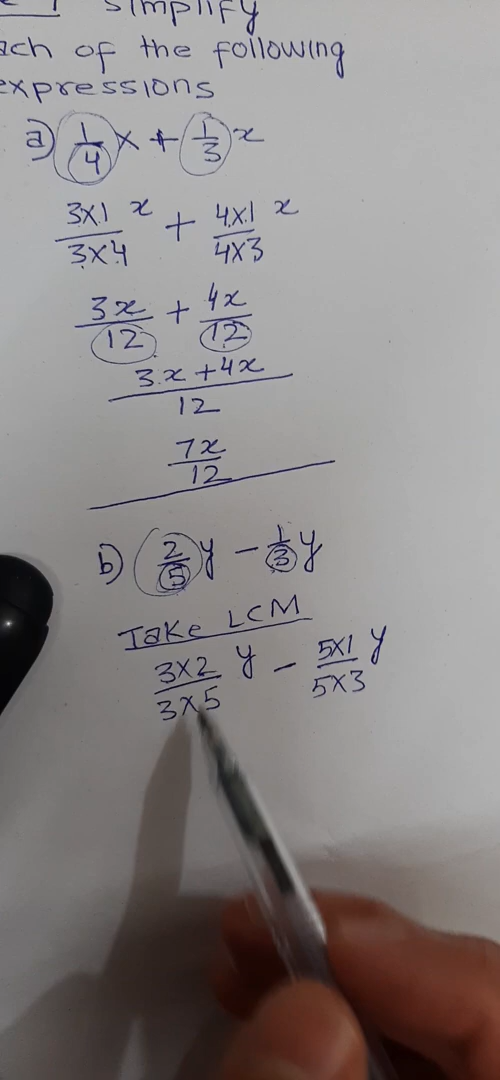 simplify
ach of the following
expressions
a) 1/4 x + 1/3 x
3×1/3×4 x + 4×1/4×3 x
3x/12 + 4x/12
3x+4x/12
7x/12
b) 2/5 y - 1/3 y
Take LCM
3×2/3×5 y - 5×1/5×3 y